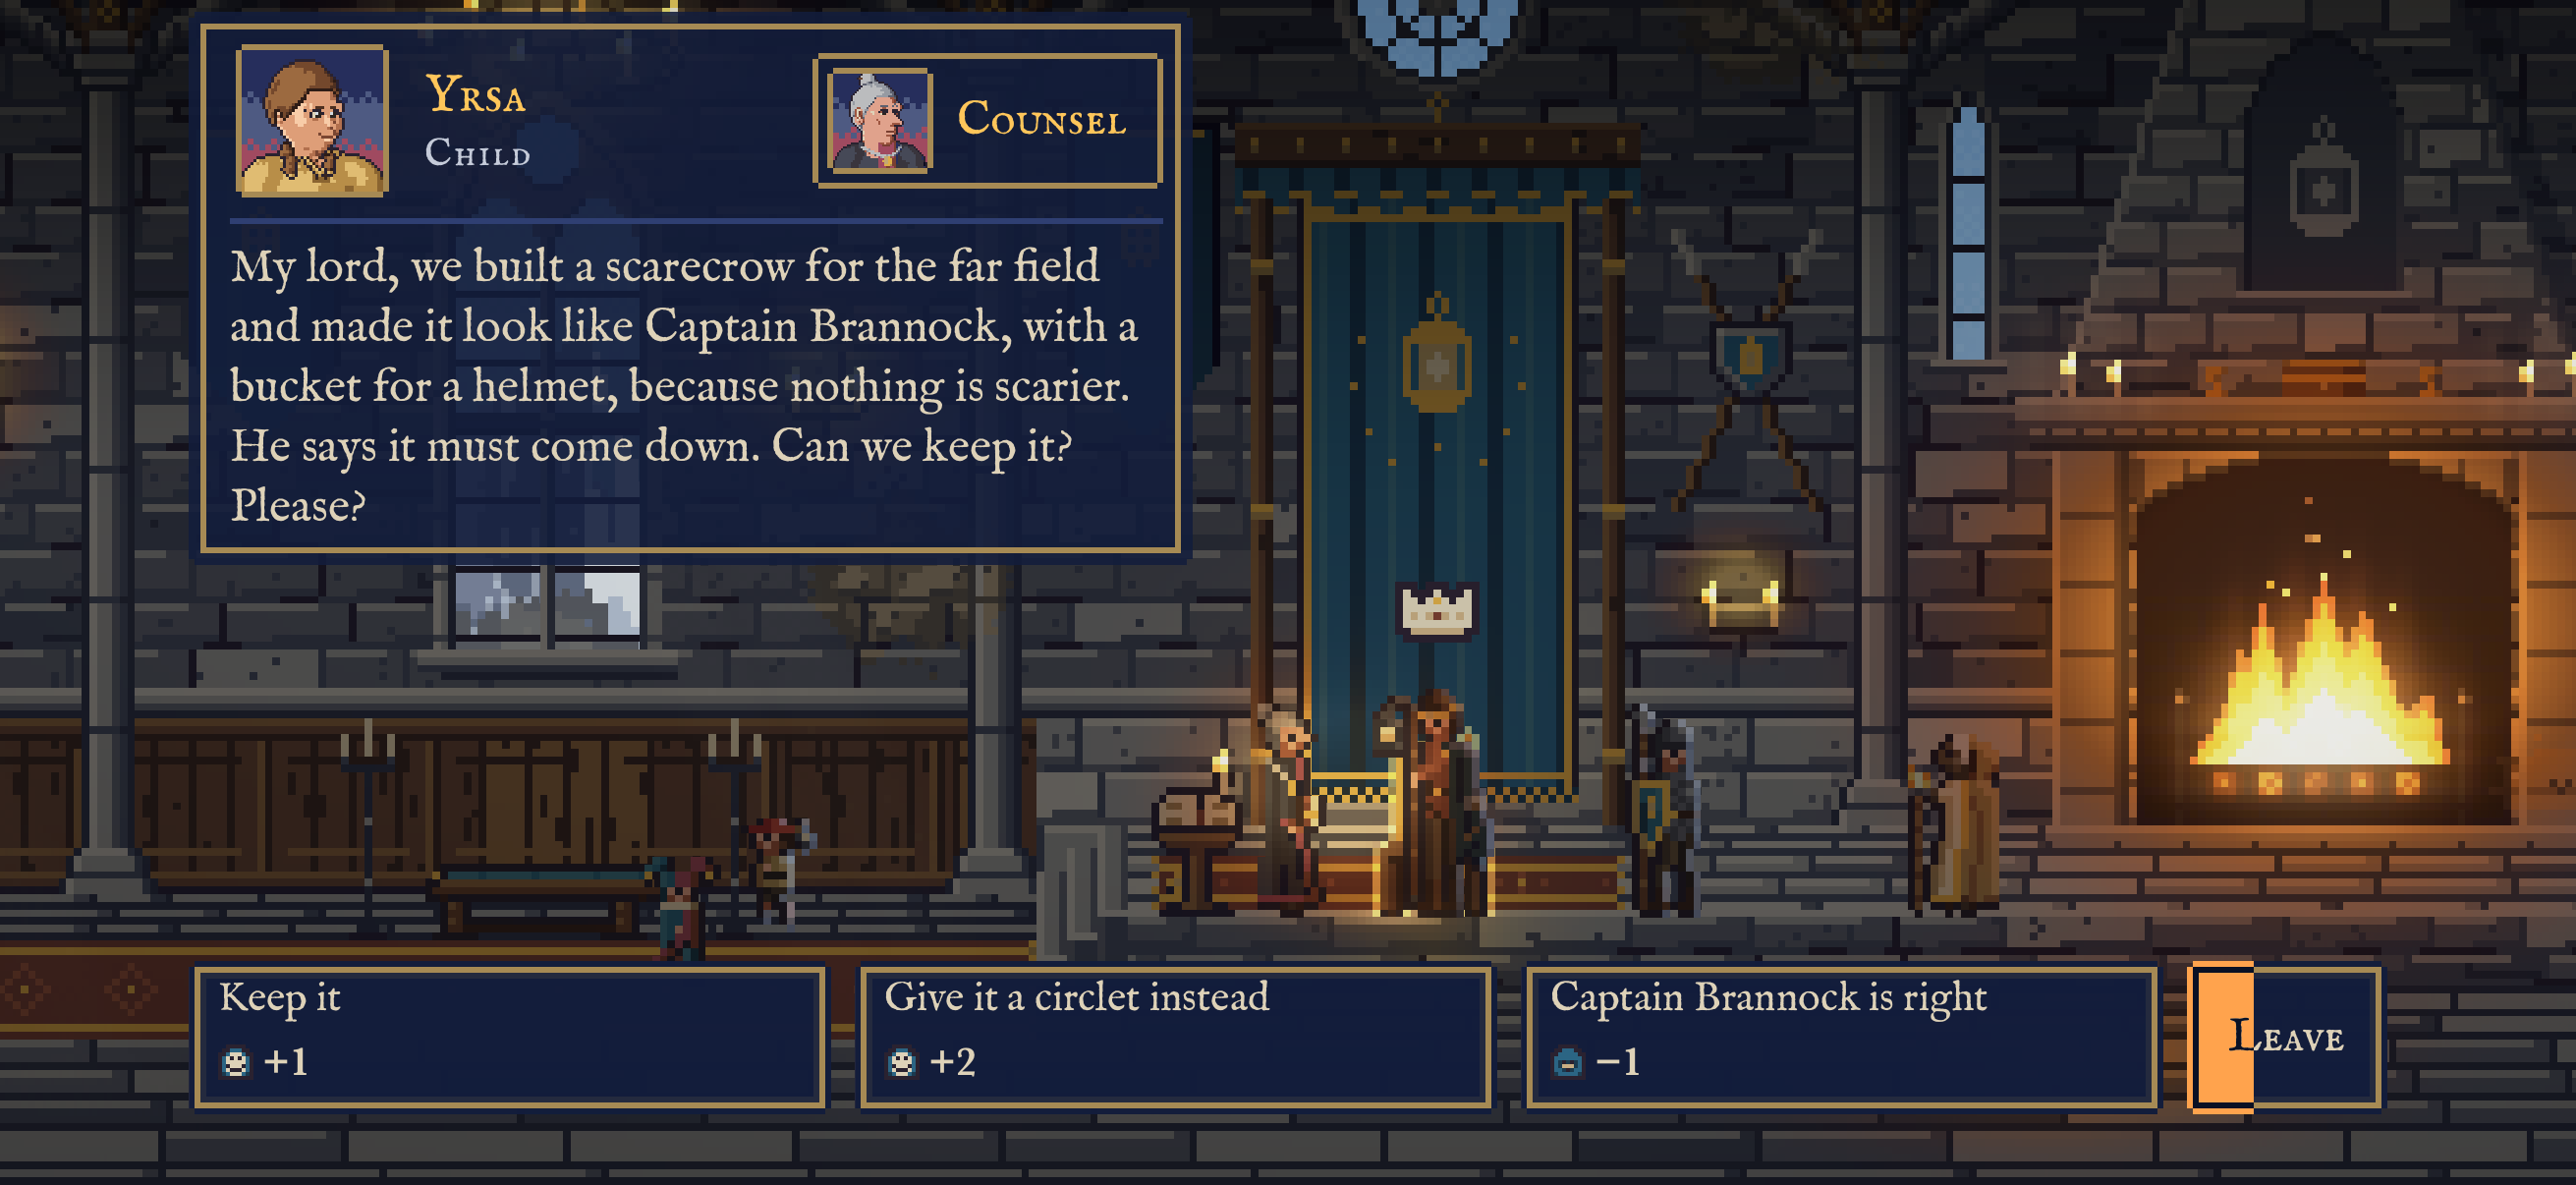 Yrsa
Child
Counsel
My lord, we built a scarecrow for the far field
and made it look like Captain Brannock, with a
bucket for a helmet, because nothing is scarier.
He says it must come down. Can we keep it?
Please?
Keep it
+1
Give it a circlet instead
+2
Captain Brannock is right
−1
Leave